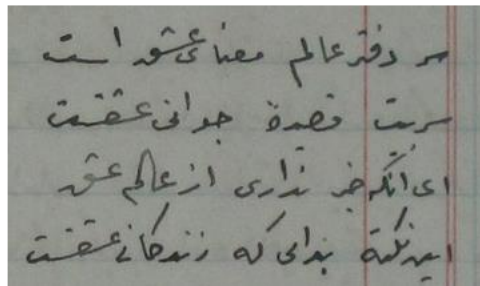 سر دفتر عالم معنای عشق است
سر بیت قصیدهٔ جوانی عشقست
ای آنکه خبر نداری از عالم عشق
این نکته بدان که زندگانی عشقست